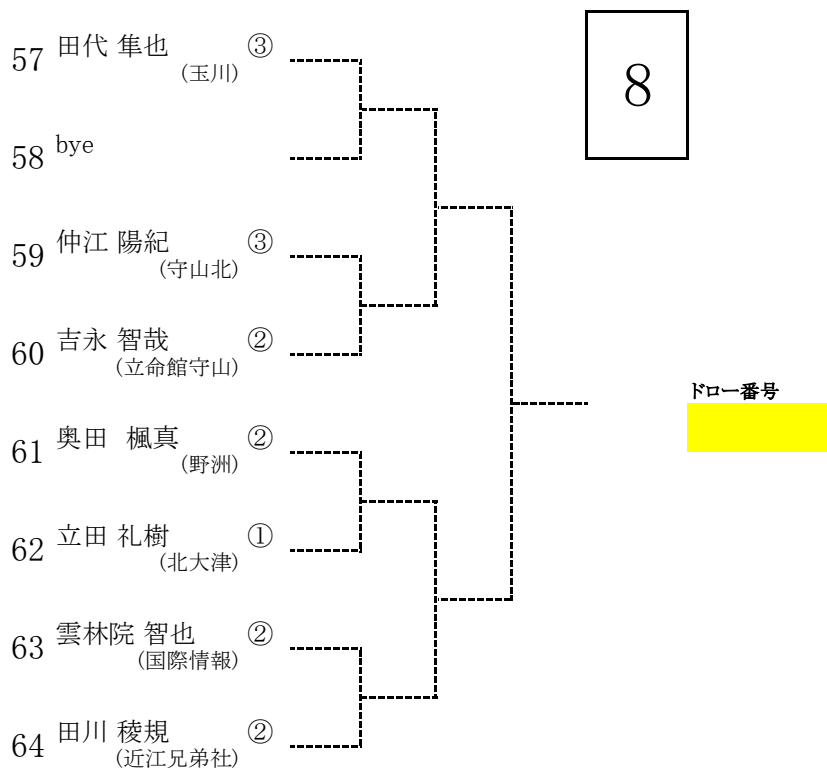 8
57 田代 隼也 ③
(玉川)
58 bye
59 仲江 陽紀 ③
(守山北)
60 吉永 智哉 ②
(立命館守山)
ドロー番号
61 奥田 楓真 ②
(野洲)
62 立田 礼樹 ①
(北大津)
63 雲林院 智也 ②
(国際情報)
64 田川 稜規 ②
(近江兄弟社)